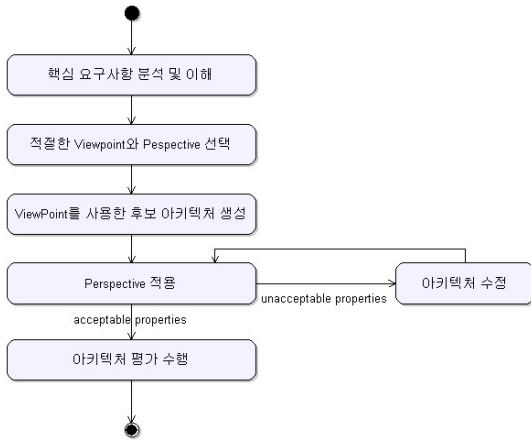 핵심 요구사항 분석 및 이해
적절한 Viewpoint와 Pespective 선택
ViewPoint를 사용한 후보 아키텍처 생성
Perspective 적용
아키텍처 수정
unacceptable properties
acceptable properties
아키텍처 평가 수행